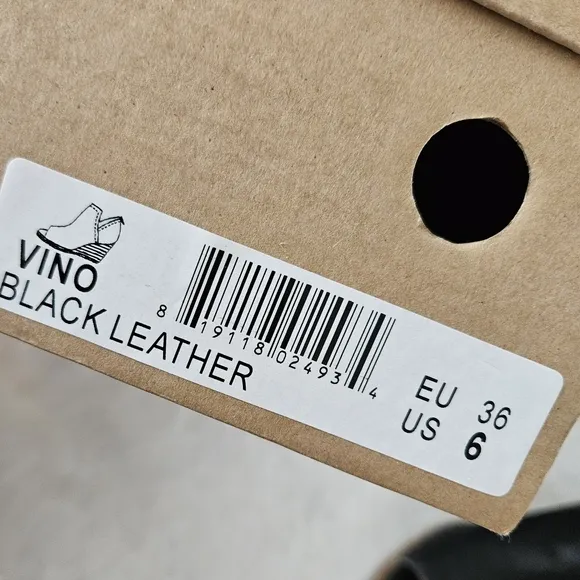 VINO
BLACK LEATHER
8 19118 02493 4
EU 36
US 6